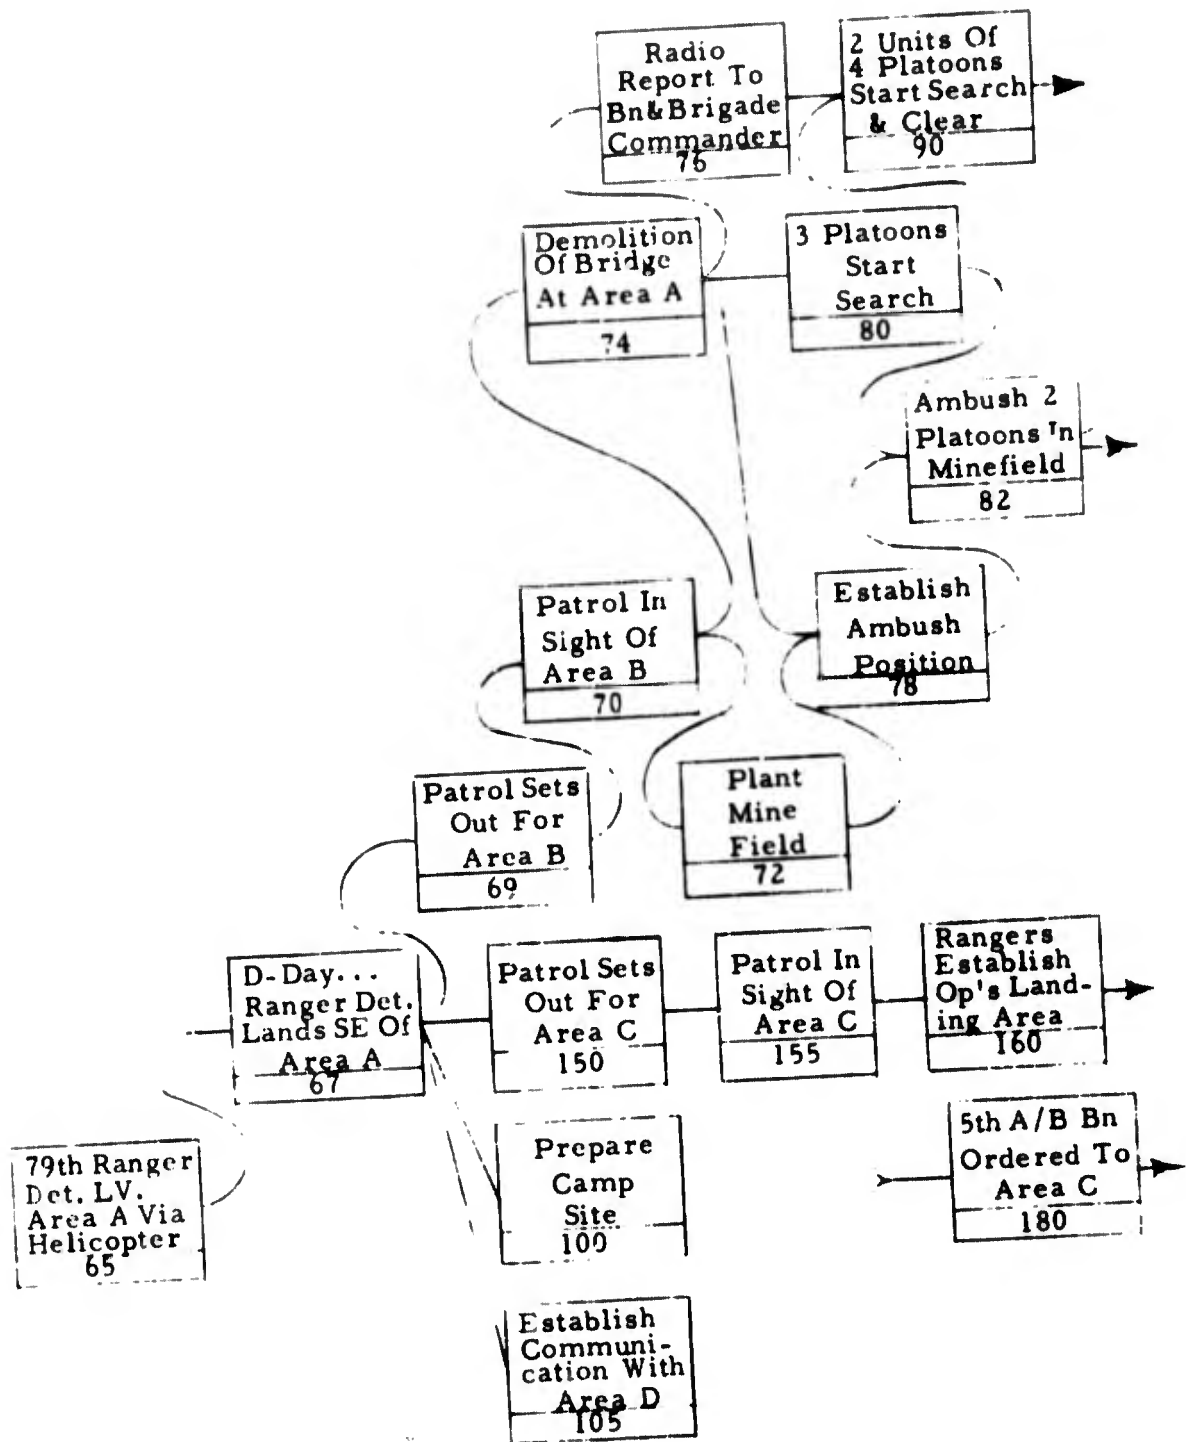 Radio
Report To
Bn&Brigade
Commander
76
2 Units Of
4 Platoons
Start Search
& Clear
90
Demolition
Of Bridge
At Area A
74
3 Platoons
Start
Search
80
Ambush 2
Platoons In
Minefield
82
Patrol In
Sight Of
Area B
70
Establish
Ambush
Position
78
Patrol Sets
Out For
Area B
69
Plant
Mine
Field
72
D-Day...
Ranger Det.
Lands SE Of
Area A
67
Patrol Sets
Out For
Area C
150
Patrol In
Sight Of
Area C
155
Rangers
Establish
Op's Land-
ing Area
160
79th Ranger
Det. LV.
Area A Via
Helicopter
65
Prepare
Camp
Site
100
5th A/B Bn
Ordered To
Area C
180
Establish
Communi-
cation With
Area D
105